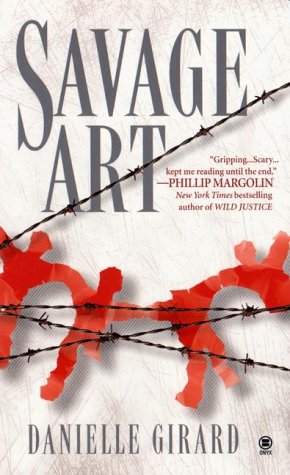 SAVAGE
ART
"Gripping...Scary...
kept me reading until the end."
—PHILLIP MARGOLIN
New York Times bestselling
author of WILD JUSTICE
DANIELLE GIRARD
ONYX